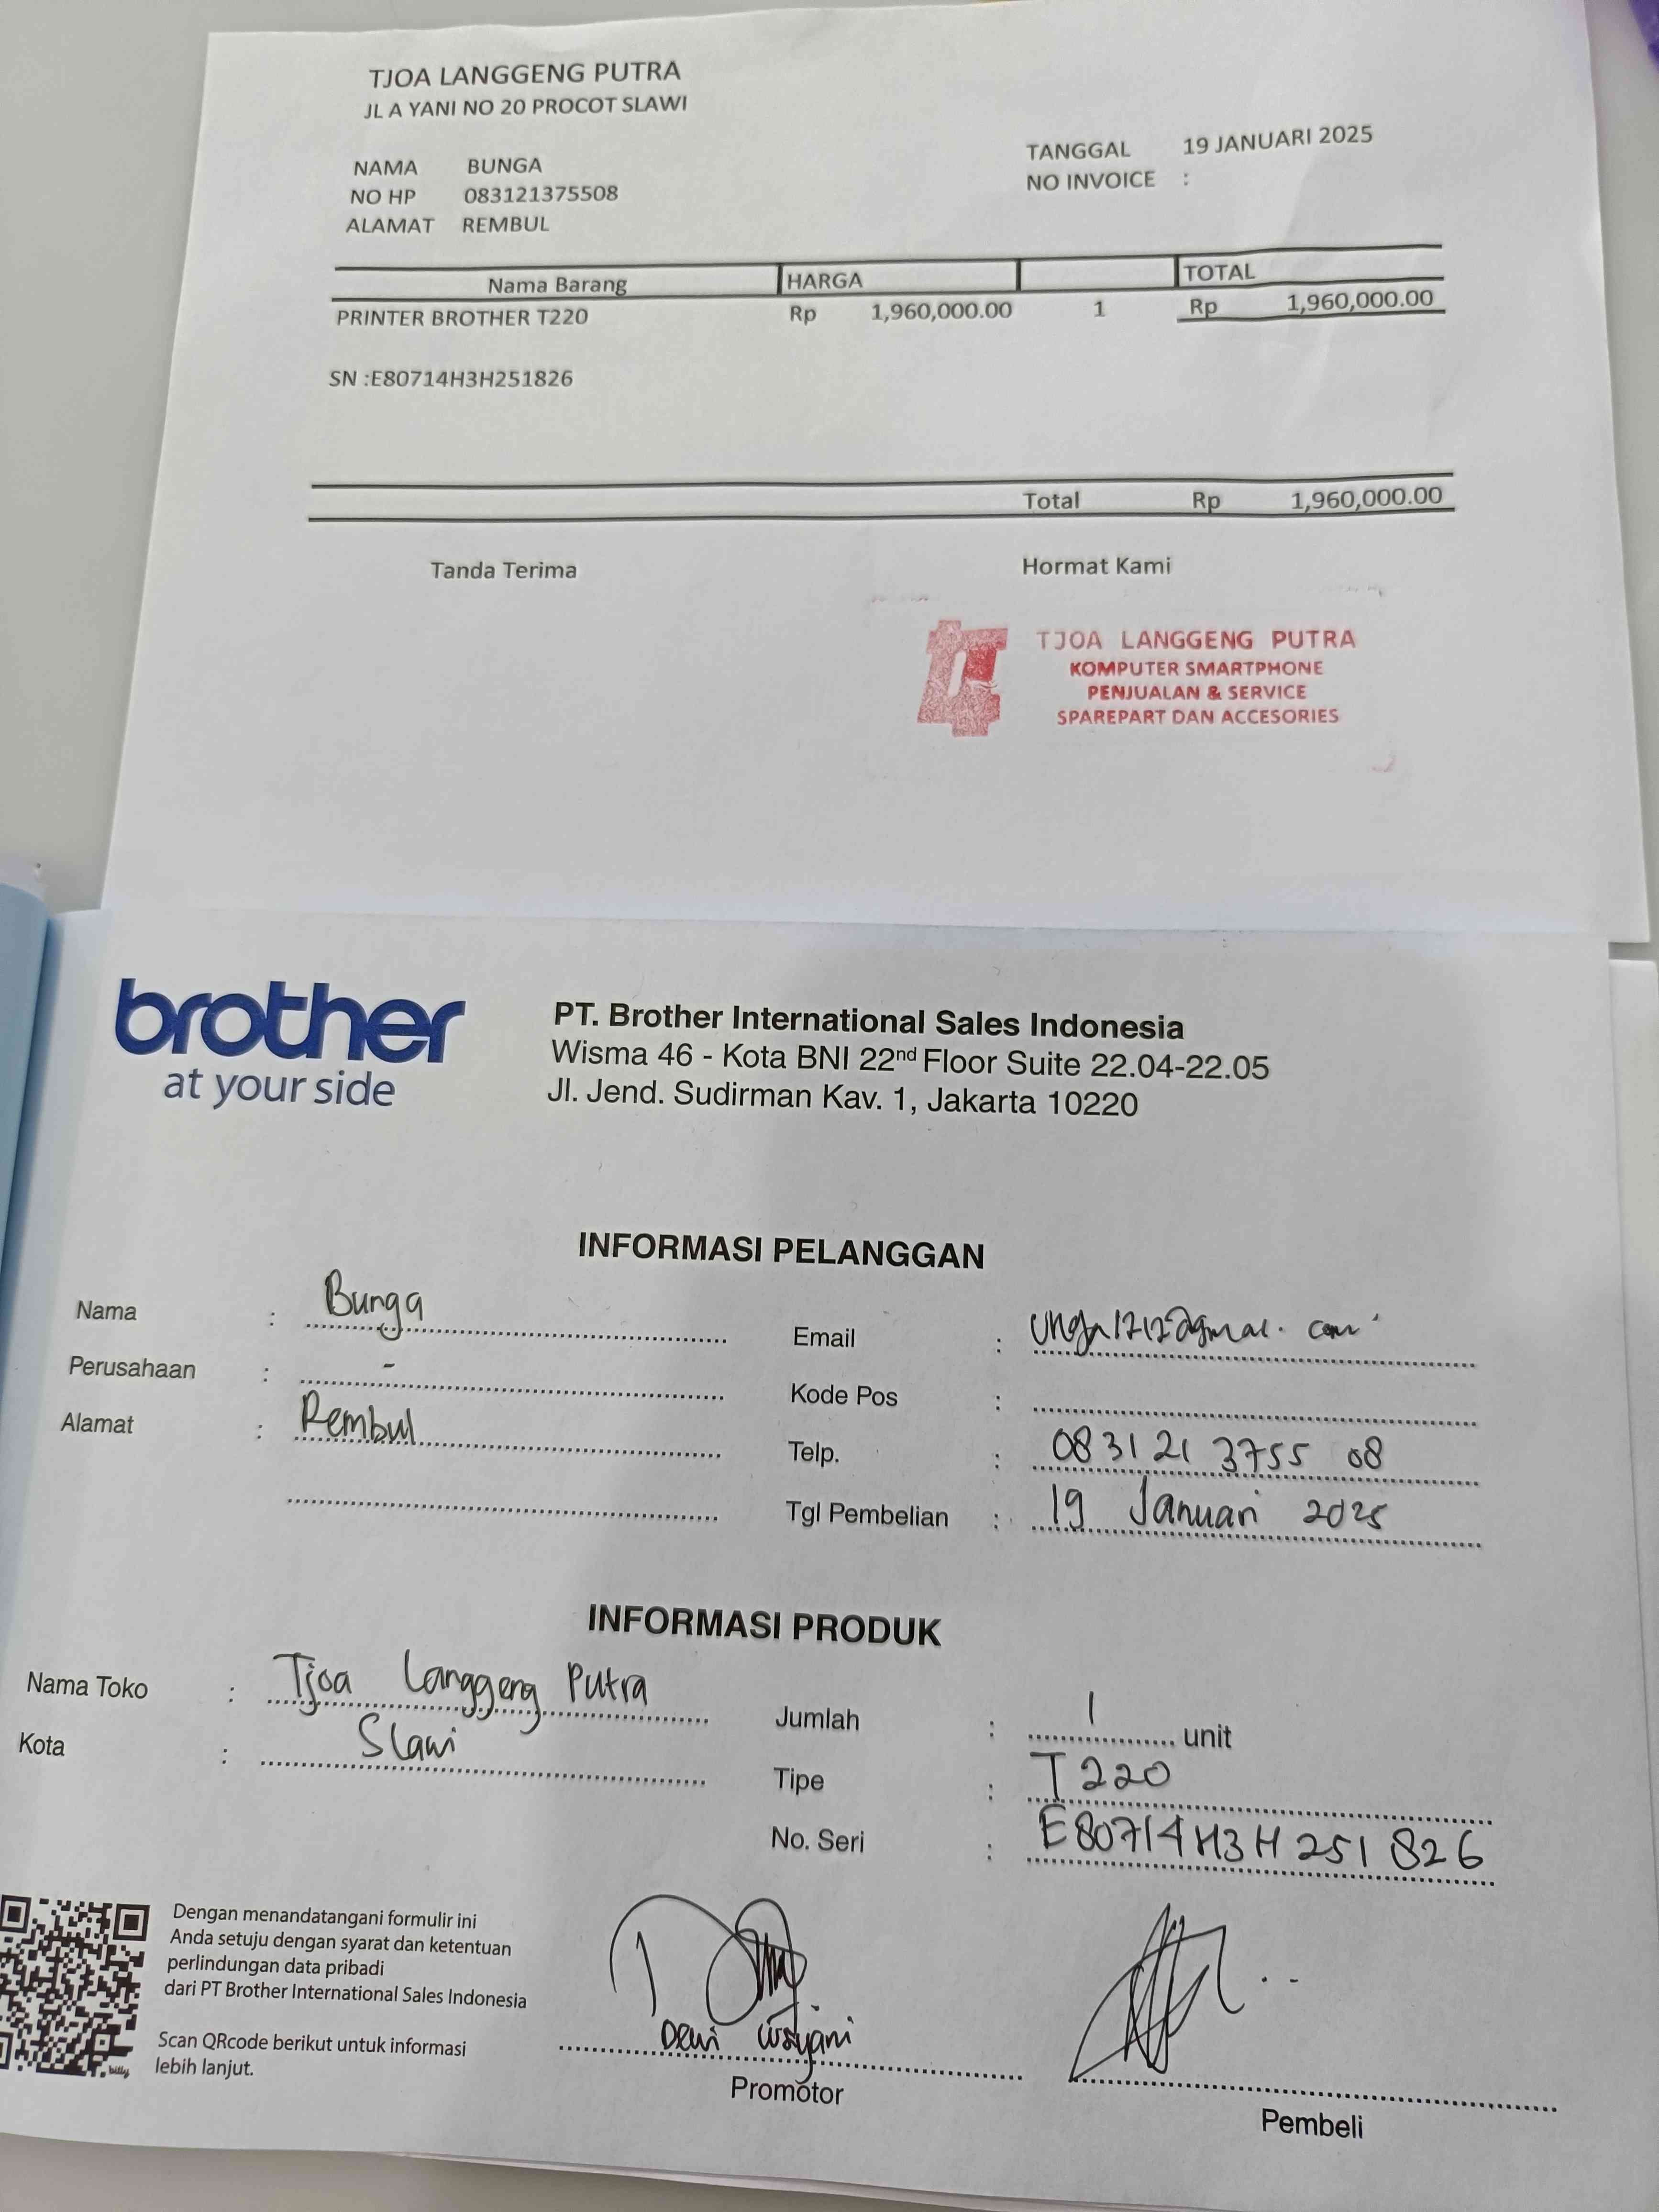 TJOA LANGGENG PUTRA
JL A YANI NO 20 PROCOT SLAWI
NAMA BUNGA
NO HP 083121375508
ALAMAT REMBUL
TANGGAL 19 JANUARI 2025
NO INVOICE :
Nama Barang HARGA TOTAL
PRINTER BROTHER T220 Rp 1,960,000.00 1 Rp 1,960,000.00
SN :E80714H3H251826
Total Rp 1,960,000.00
Tanda Terima Hormat Kami
TJOA LANGGENG PUTRA
KOMPUTER SMARTPHONE
PENJUALAN & SERVICE
SPAREPART DAN ACCESORIES
brother
at your side
PT. Brother International Sales Indonesia
Wisma 46 - Kota BNI 22nd Floor Suite 22.04-22.05
Jl. Jend. Sudirman Kav. 1, Jakarta 10220
INFORMASI PELANGGAN
Nama : Bunga
Perusahaan : -
Alamat : Rembul
Email :
Kode Pos :
Telp. : 083121 3755 08
Tgl Pembelian : 19 Januari 2025
INFORMASI PRODUK
Nama Toko : Tjoa Langgeng Putra
Kota : Slawi
Jumlah : 1 unit
Tipe : T220
No. Seri : E80714H3H251826
Dengan menandatangani formulir ini
Anda setuju dengan syarat dan ketentuan
perlindungan data pribadi
dari PT Brother International Sales Indonesia
Scan QRcode berikut untuk informasi
lebih lanjut.
billy
Dewi
Promotor
Pembeli